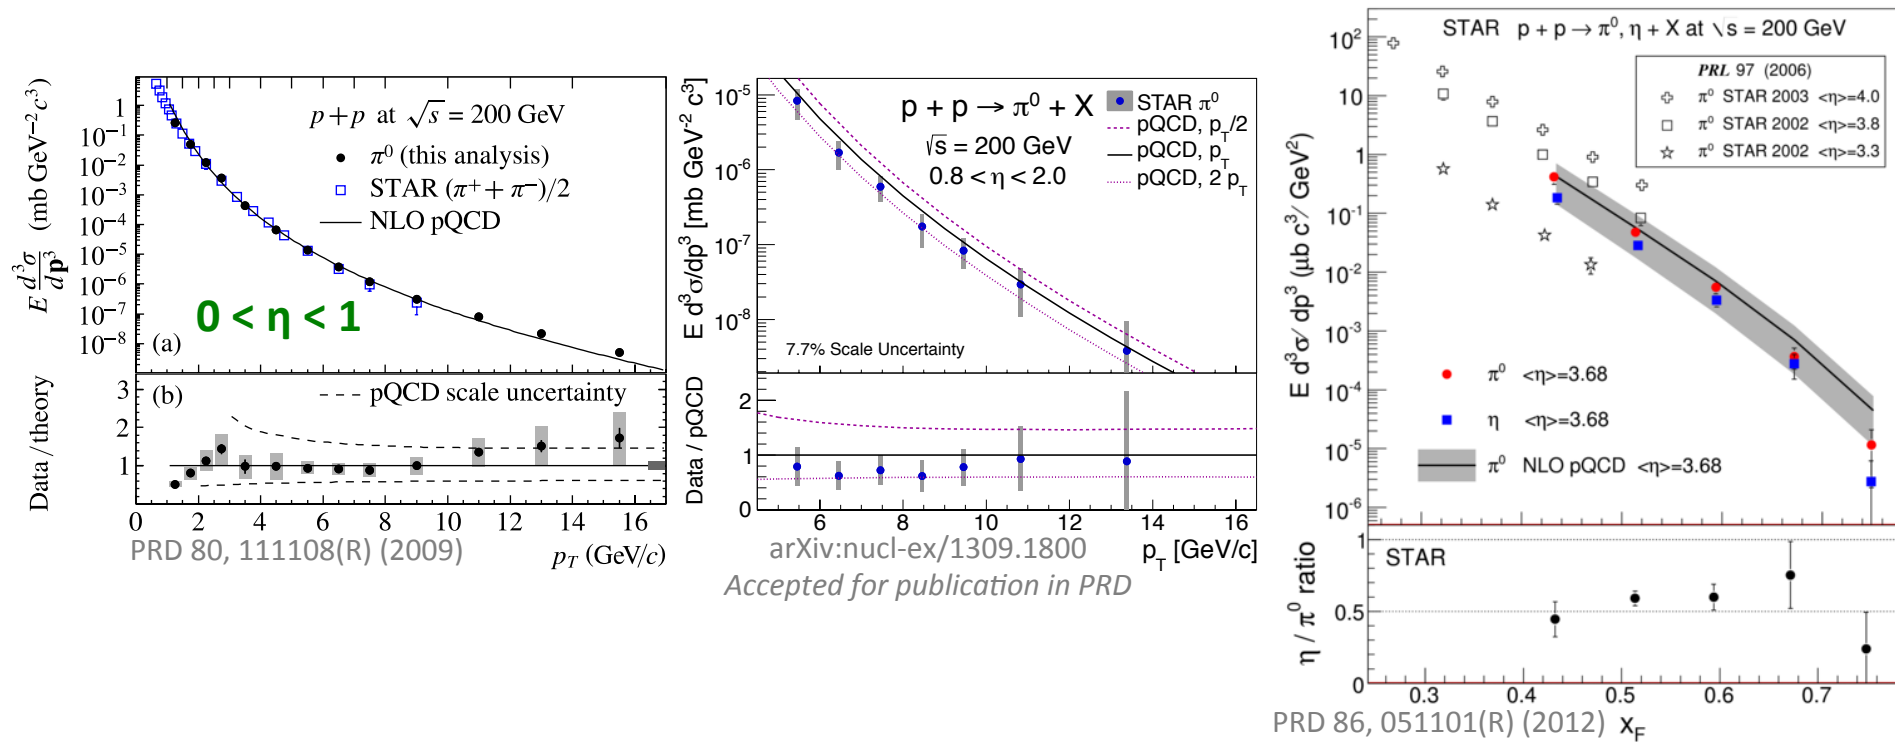 p + p at √s = 200 GeV
π⁰ (this analysis)
STAR (π⁺ + π⁻)/2
NLO pQCD
E d³σ/dp³ (mb GeV⁻²c³)
1
10⁻¹
10⁻²
10⁻³
10⁻⁴
10⁻⁵
10⁻⁶
10⁻⁷
10⁻⁸
0 < η < 1
(a)
(b)
pQCD scale uncertainty
Data / theory
3
2
1
0 2 4 6 8 10 12 14 16
p_T (GeV/c)
PRD 80, 111108(R) (2009)
p + p → π⁰ + X
√s = 200 GeV
0.8 < η < 2.0
STAR π⁰
pQCD, p_T/2
pQCD, p_T
pQCD, 2 p_T
E d³σ/dp³ [mb GeV⁻² c³]
10⁻⁵
10⁻⁶
10⁻⁷
10⁻⁸
7.7% Scale Uncertainty
Data / pQCD
2
1
0
6 8 10 12 14 16
p_T [GeV/c]
arXiv:nucl-ex/1309.1800
Accepted for publication in PRD
STAR p + p → π⁰, η + X at √s = 200 GeV
PRL 97 (2006)
π⁰ STAR 2003 <η>=4.0
π⁰ STAR 2002 <η>=3.8
π⁰ STAR 2002 <η>=3.3
E d³σ/dp³ (μb c³/ GeV²)
10²
10
1
10⁻¹
10⁻²
10⁻³
10⁻⁴
10⁻⁵
10⁻⁶
π⁰ <η>=3.68
η <η>=3.68
π⁰ NLO pQCD <η>=3.68
STAR
η / π⁰ ratio
1
0.5
0
0.3 0.4 0.5 0.6 0.7
x_F
PRD 86, 051101(R) (2012)